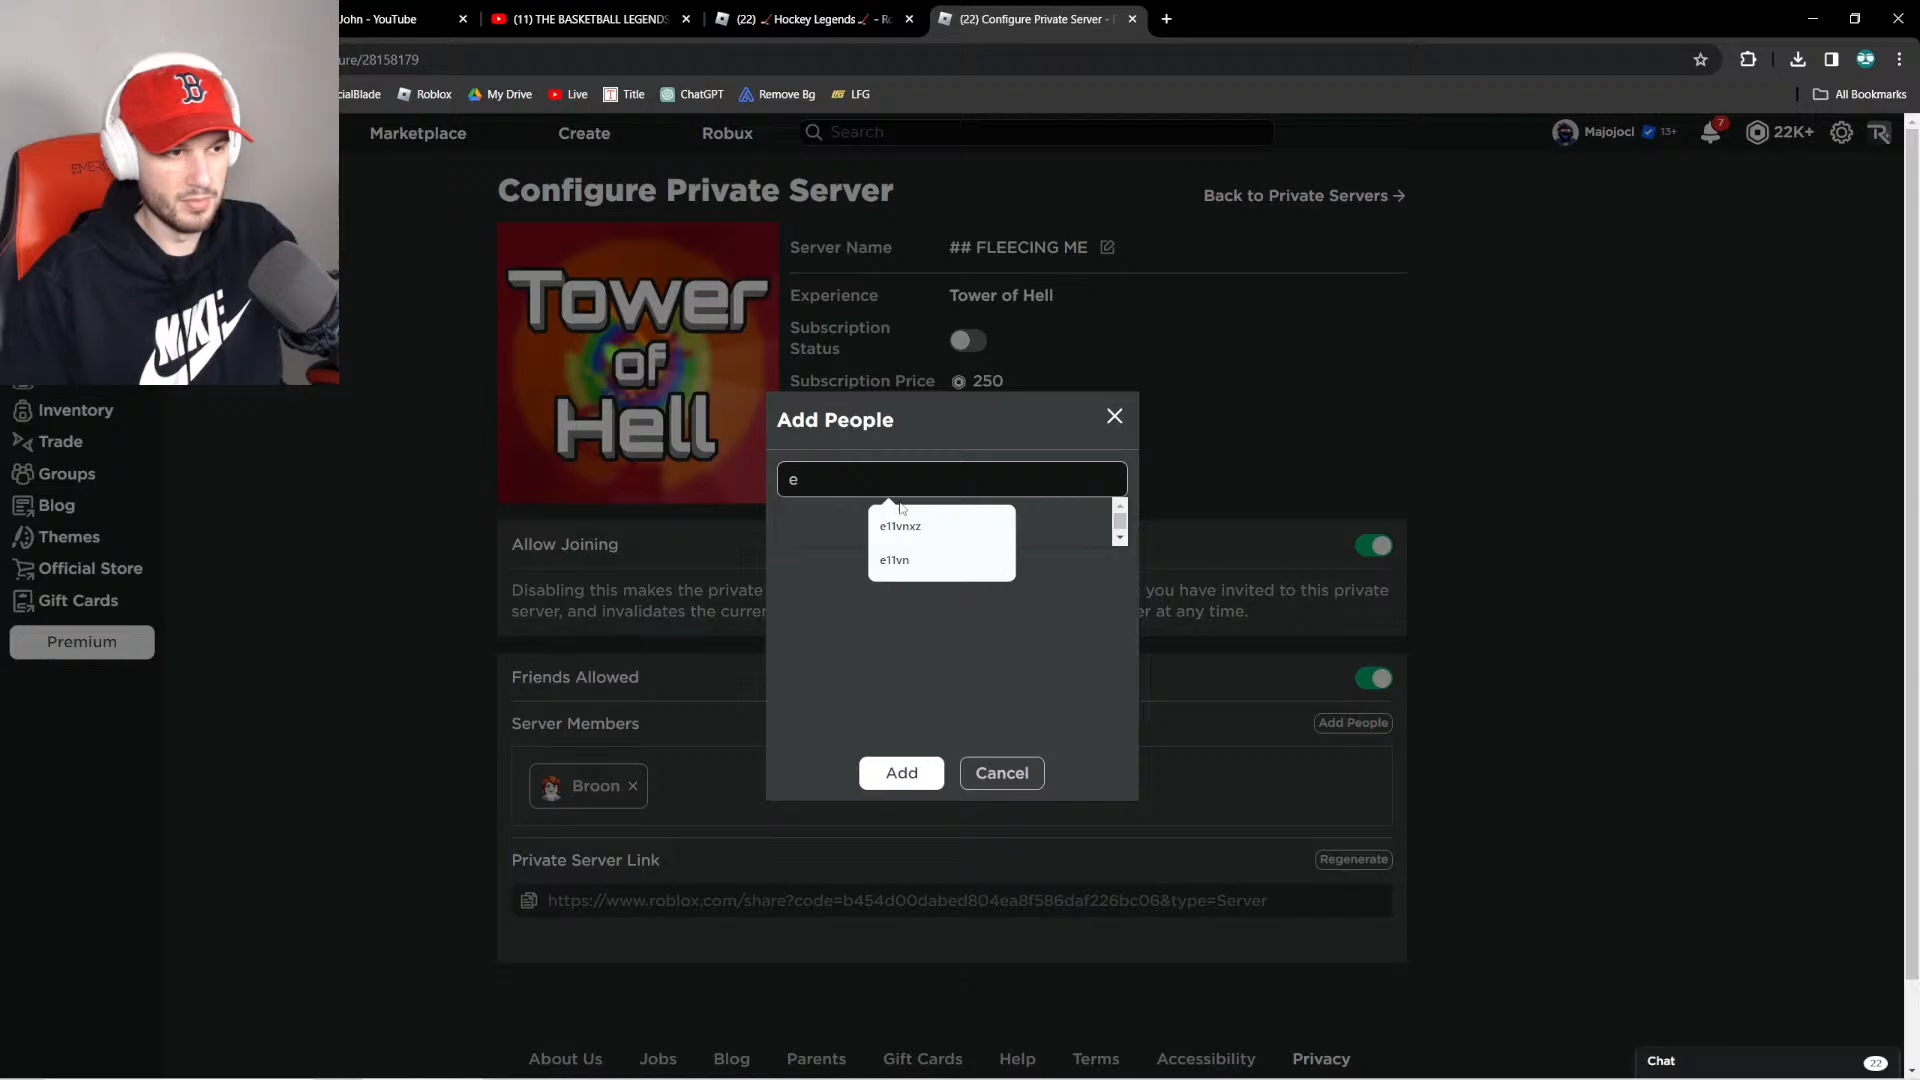 John - YouTube
(11) THE BASKETBALL LEGENDS
(22) 🏒Hockey Legends🏒 - Ro
(22) Configure Private Server -
ure/28158179
cialBlade
Roblox
My Drive
Live
Title
ChatGPT
Remove Bg
LFG
All Bookmarks
Marketplace
Create
Robux
Search
Majojocl
13+
7
22K+
Configure Private Server
Back to Private Servers →
Tower
of
Hell
Server Name
## FLEECING ME
Experience
Tower of Hell
Subscription
Status
Subscription Price
250
Add People
e
e11vnxz
e11vn
Add
Cancel
Inventory
Trade
Groups
Blog
Themes
Official Store
Gift Cards
Premium
Allow Joining
Disabling this makes the private
you have invited to this private
server, and invalidates the curre
er at any time.
Friends Allowed
Server Members
Add People
Broon
Private Server Link
Regenerate
https://www.roblox.com/share?code=b454d00dabed804ea8f586daf226bc06&type=Server
About Us
Jobs
Blog
Parents
Gift Cards
Help
Terms
Accessibility
Privacy
Chat
22
B
NIKE